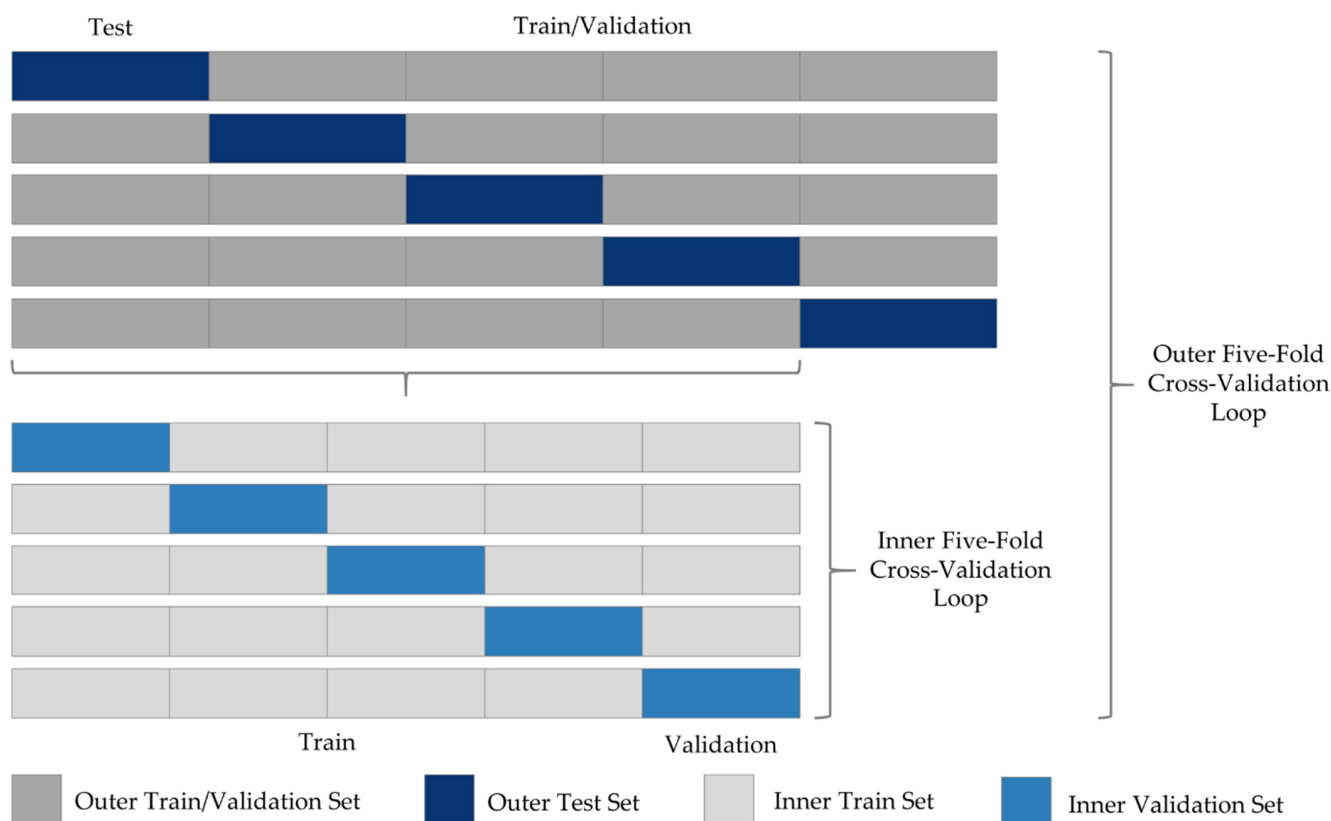 Test
Train/Validation
Outer Five-Fold
Cross-Validation
Loop
Inner Five-Fold
Cross-Validation
Loop
Train
Validation
Outer Train/Validation Set
Outer Test Set
Inner Train Set
Inner Validation Set